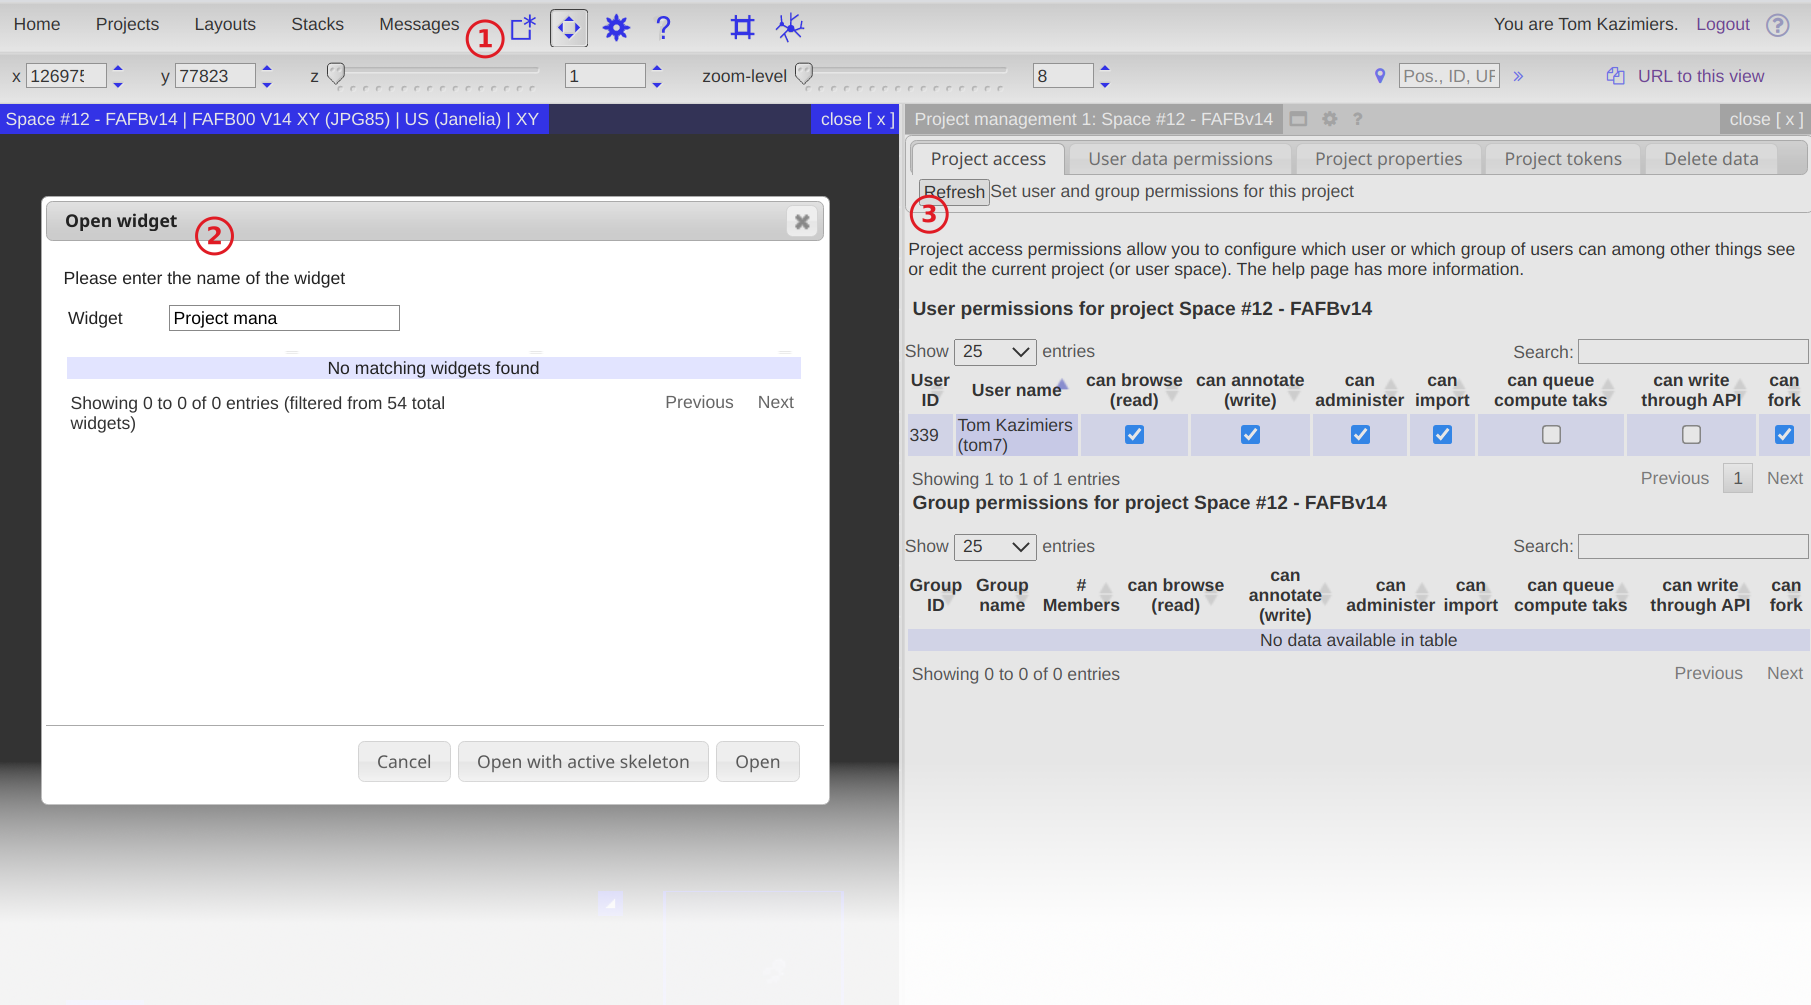 Home Projects Layouts Stacks Messages 1 ? You are Tom Kazimiers. Logout ?
x 126975 y 77823 z 1 zoom-level 8 Pos., ID, UR » URL to this view
Space #12 - FAFBv14 | FAFB00 V14 XY (JPG85) | US (Janelia) | XY close [ x ]
Project management 1: Space #12 - FAFBv14 ? close [ x ]
Project access User data permissions Project properties Project tokens Delete data
Refresh Set user and group permissions for this project
3
Open widget
2
Please enter the name of the widget
Widget Project mana
No matching widgets found
Showing 0 to 0 of 0 entries (filtered from 54 total
widgets)
Previous Next
Cancel Open with active skeleton Open
Project access permissions allow you to configure which user or which group of users can among other things see
or edit the current project (or user space). The help page has more information.
User permissions for project Space #12 - FAFBv14
Show 25 entries Search:
User can browse can annotate can can can queue can write can
User name
ID (read) (write) administer import compute taks through API fork
339 Tom Kazimiers
(tom7)
Showing 1 to 1 of 1 entries Previous 1 Next
Group permissions for project Space #12 - FAFBv14
Show 25 entries Search:
can
Group Group # can browse annotate can can can queue can write can
ID name Members (read) (write) administer import compute taks through API fork
No data available in table
Showing 0 to 0 of 0 entries Previous Next